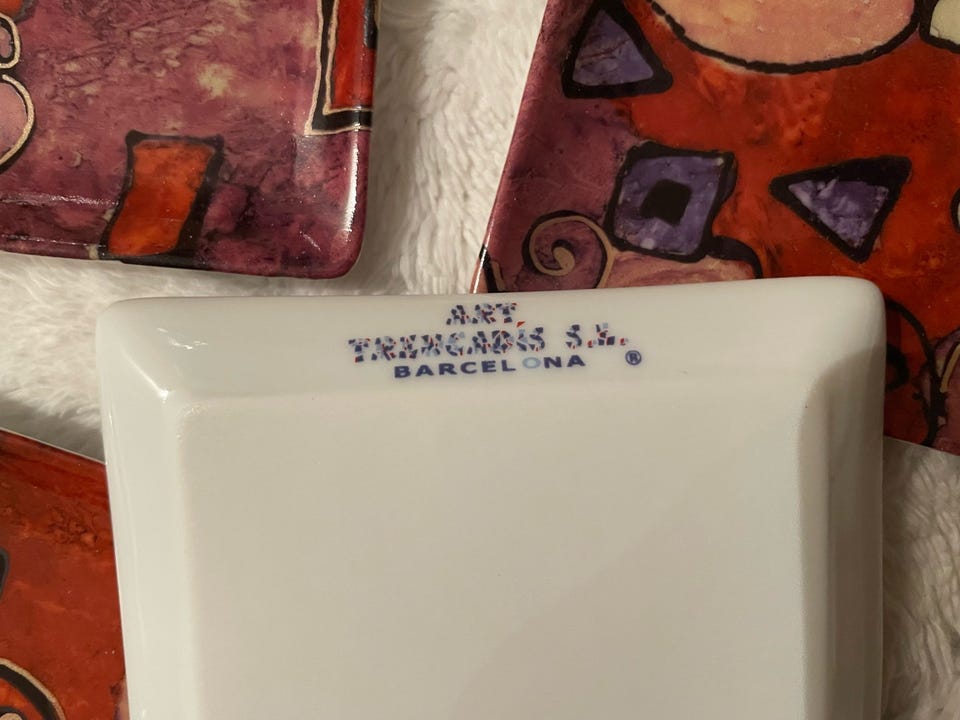 ART
TRENCADÍS S.L.
BARCELONA ®